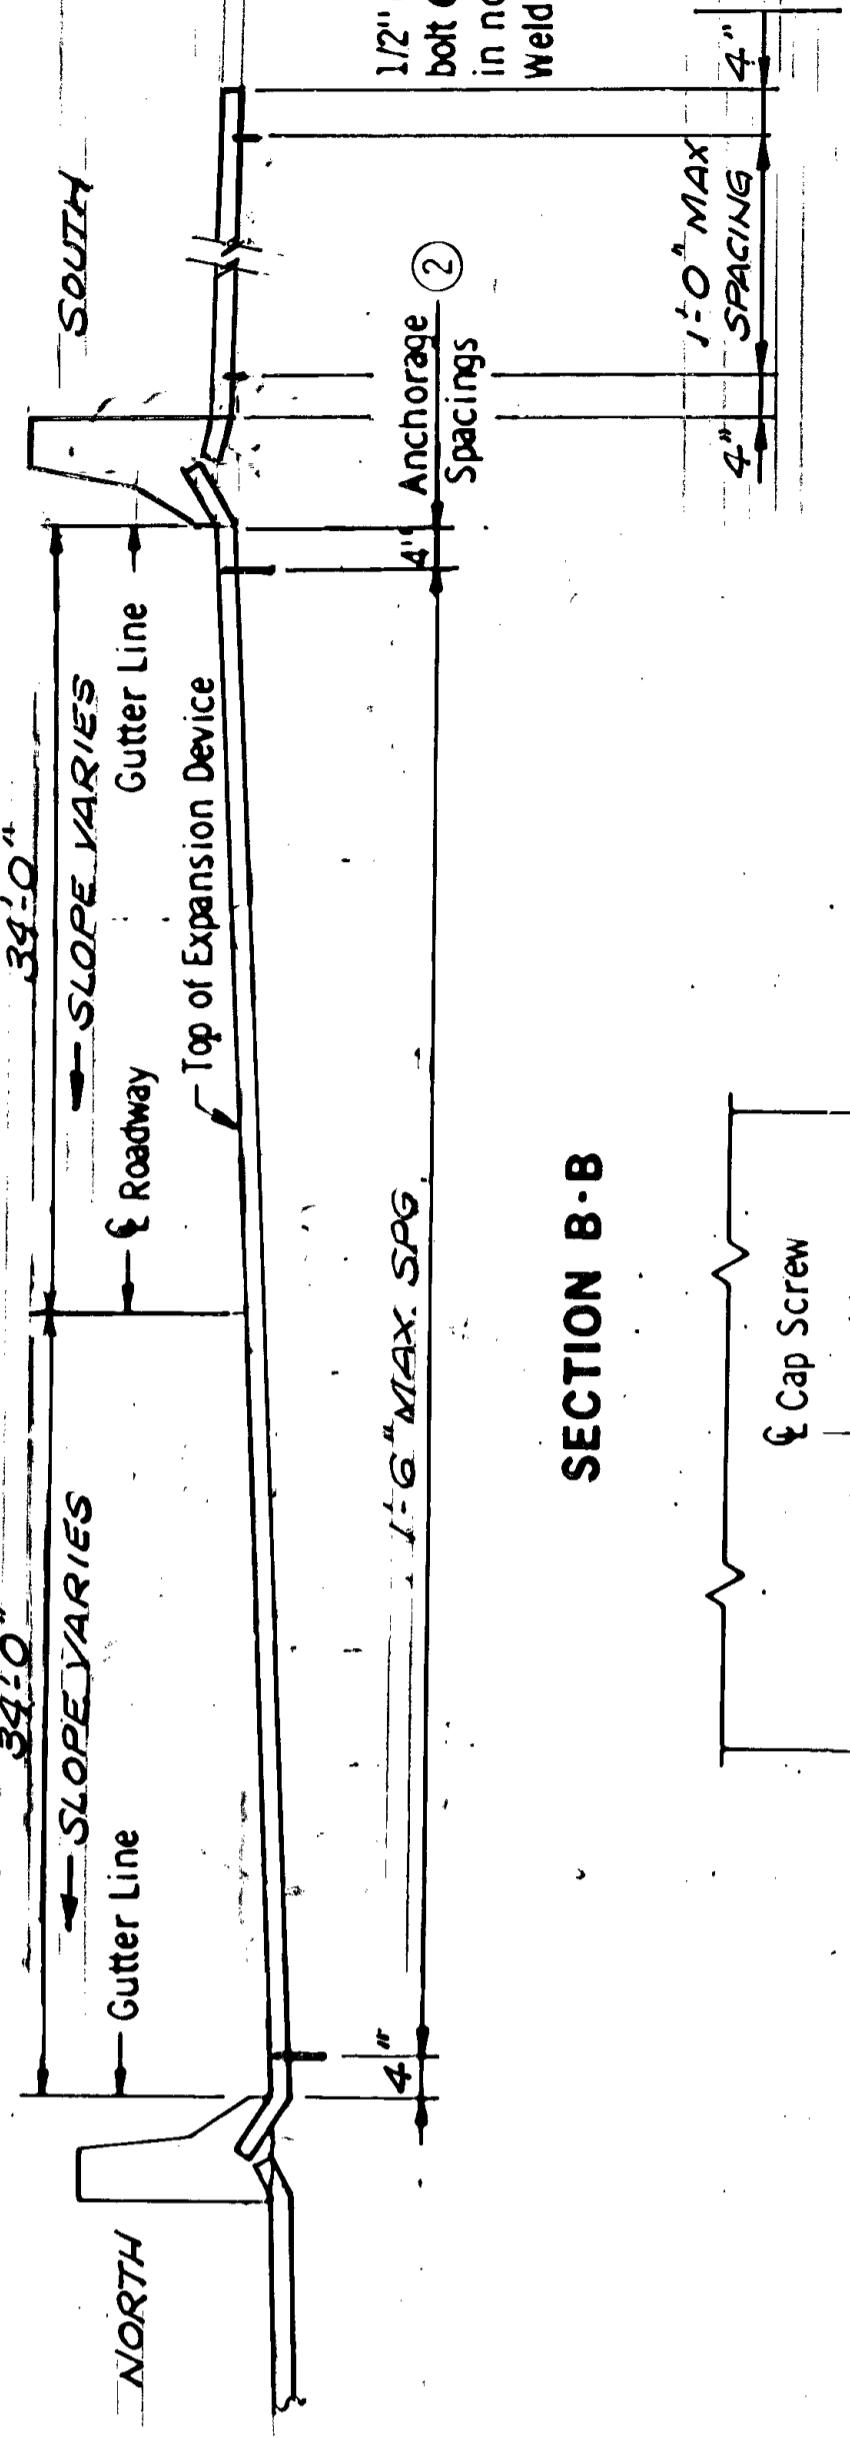 34'-0"
34'-0"
SLOPE VARIES
SLOPE VARIES
NORTH
SOUTH
Gutter Line
℄ Roadway
Gutter Line
Top of Expansion Device
4"
1'-6" MAX. SPG.
4"
Anchorage
Spacings
2
1/2"
bolt
in
Weld
4"
1'-0" MAX
SPACING
4"
SECTION B-B
℄ Cap Screw